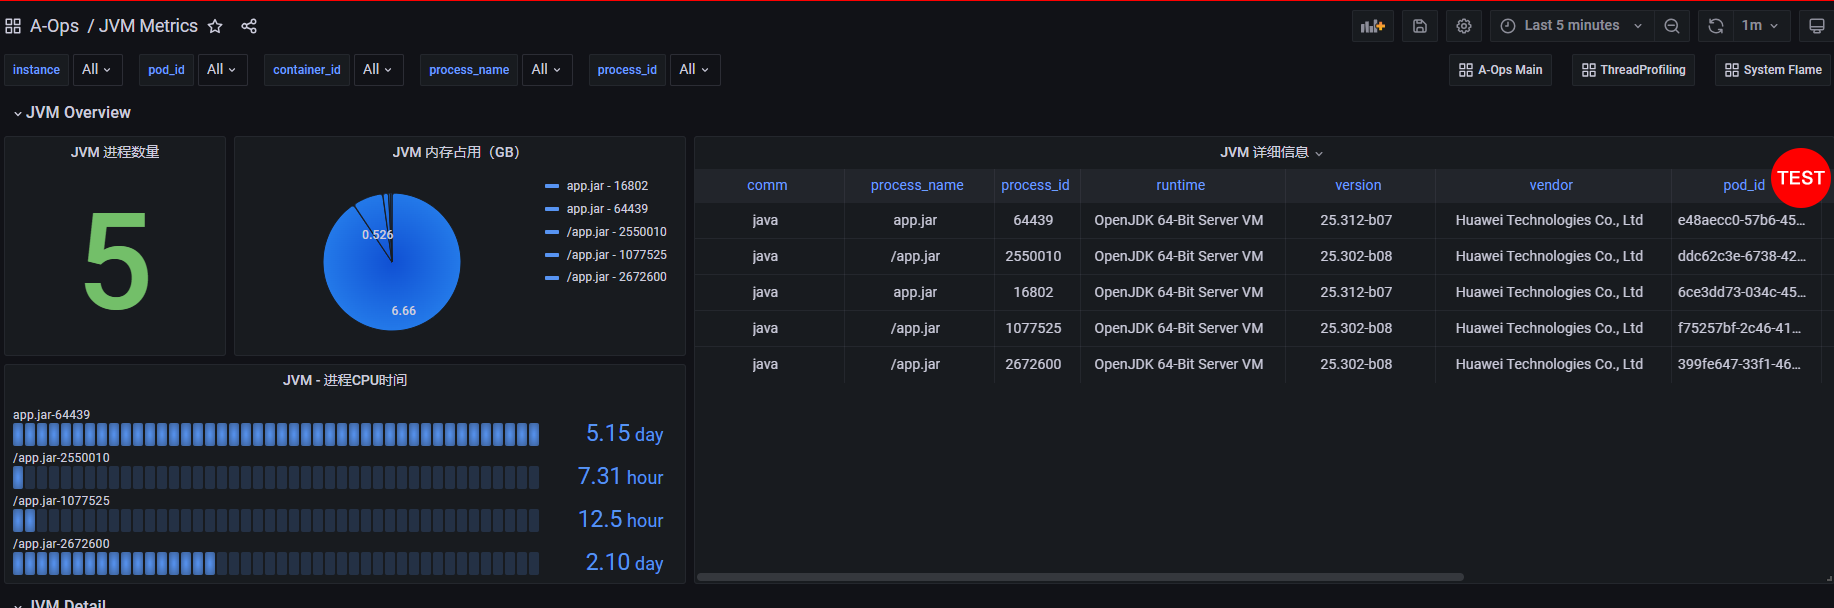 A-Ops / JVM Metrics
Last 5 minutes
1m
instance All pod_id All container_id All process_name All process_id All
A-Ops Main ThreadProfiling System Flame
JVM Overview
JVM 进程数量
5
JVM 内存占用（GB）
0.526
6.66
app.jar - 16802
app.jar - 64439
/app.jar - 2550010
/app.jar - 1077525
/app.jar - 2672600
JVM - 进程CPU时间
app.jar-64439
5.15 day
/app.jar-2550010
7.31 hour
/app.jar-1077525
12.5 hour
/app.jar-2672600
2.10 day
JVM 详细信息
TEST
comm process_name process_id runtime version vendor pod_id
java app.jar 64439 OpenJDK 64-Bit Server VM 25.312-b07 Huawei Technologies Co., Ltd e48aecc0-57b6-45...
java /app.jar 2550010 OpenJDK 64-Bit Server VM 25.302-b08 Huawei Technologies Co., Ltd ddc62c3e-6738-42...
java app.jar 16802 OpenJDK 64-Bit Server VM 25.312-b07 Huawei Technologies Co., Ltd 6ce3dd73-034c-45...
java /app.jar 1077525 OpenJDK 64-Bit Server VM 25.302-b08 Huawei Technologies Co., Ltd f75257bf-2c46-41...
java /app.jar 2672600 OpenJDK 64-Bit Server VM 25.302-b08 Huawei Technologies Co., Ltd 399fe647-33f1-46...
JVM Detail